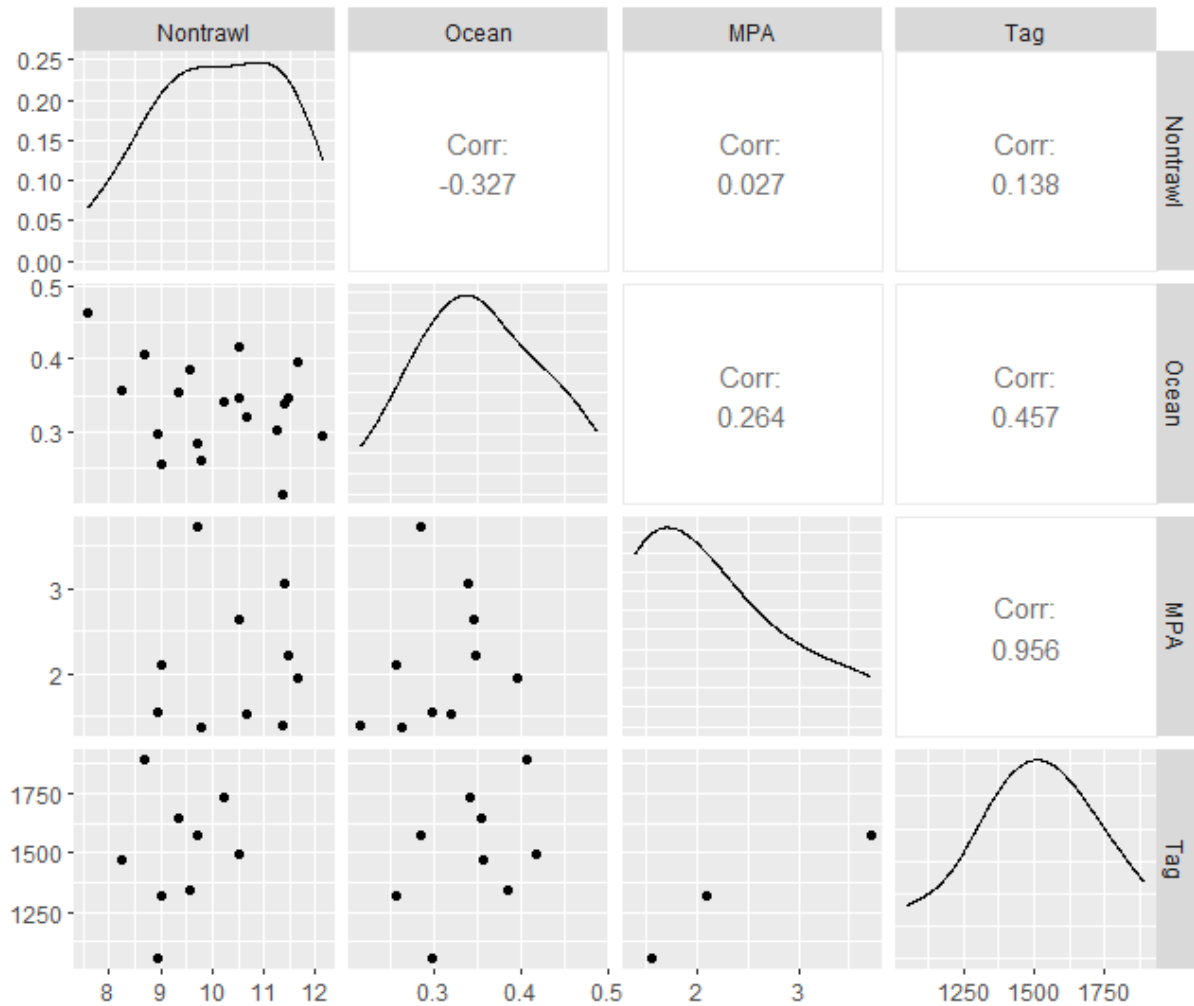 Nontrawl Ocean MPA Tag
0.25
0.20
0.15
0.10
0.05
0.00
Corr:
-0.327
Corr:
0.027
Corr:
0.138
Nontrawl
0.5
0.4
0.3
Corr:
0.264
Corr:
0.457
Ocean
3
2
Corr:
0.956
MPA
1750
1500
1250
Tag
8 9 10 11 12 0.3 0.4 0.5 2 3 1250 1500 1750